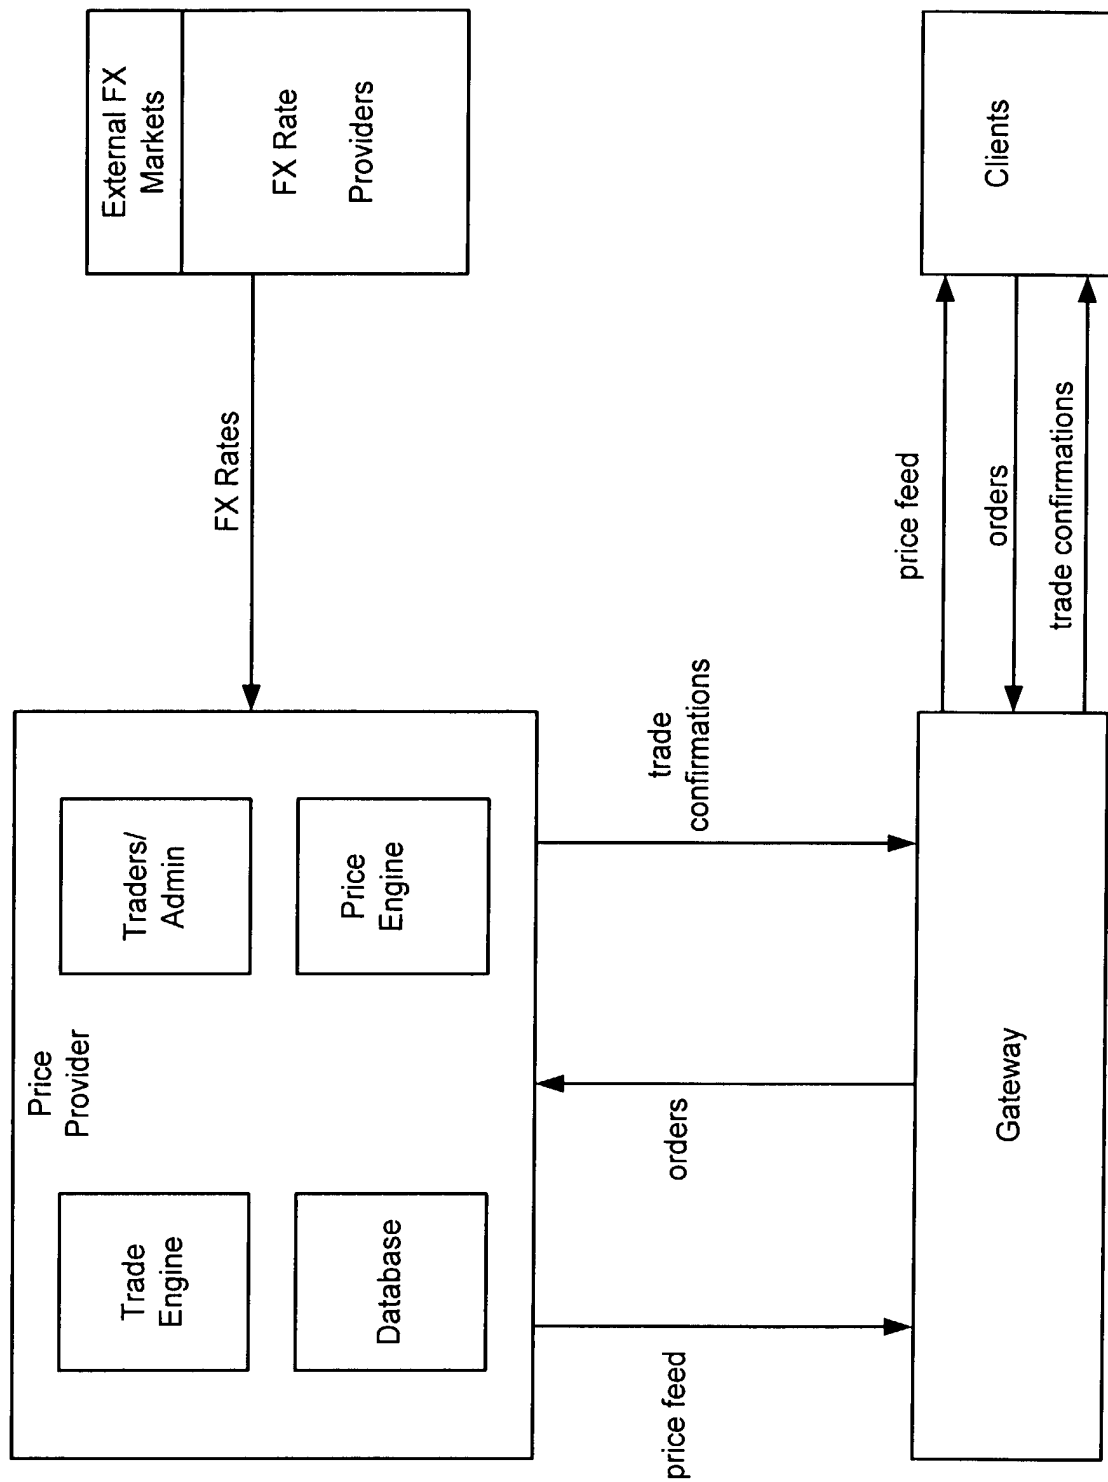 Price
Provider
Trade
Engine
Traders/
Admin
Database
Price
Engine
FX Rates
External FX
Markets
FX Rate
Providers
price feed
orders
trade
confirmations
Gateway
price feed
orders
trade confirmations
Clients